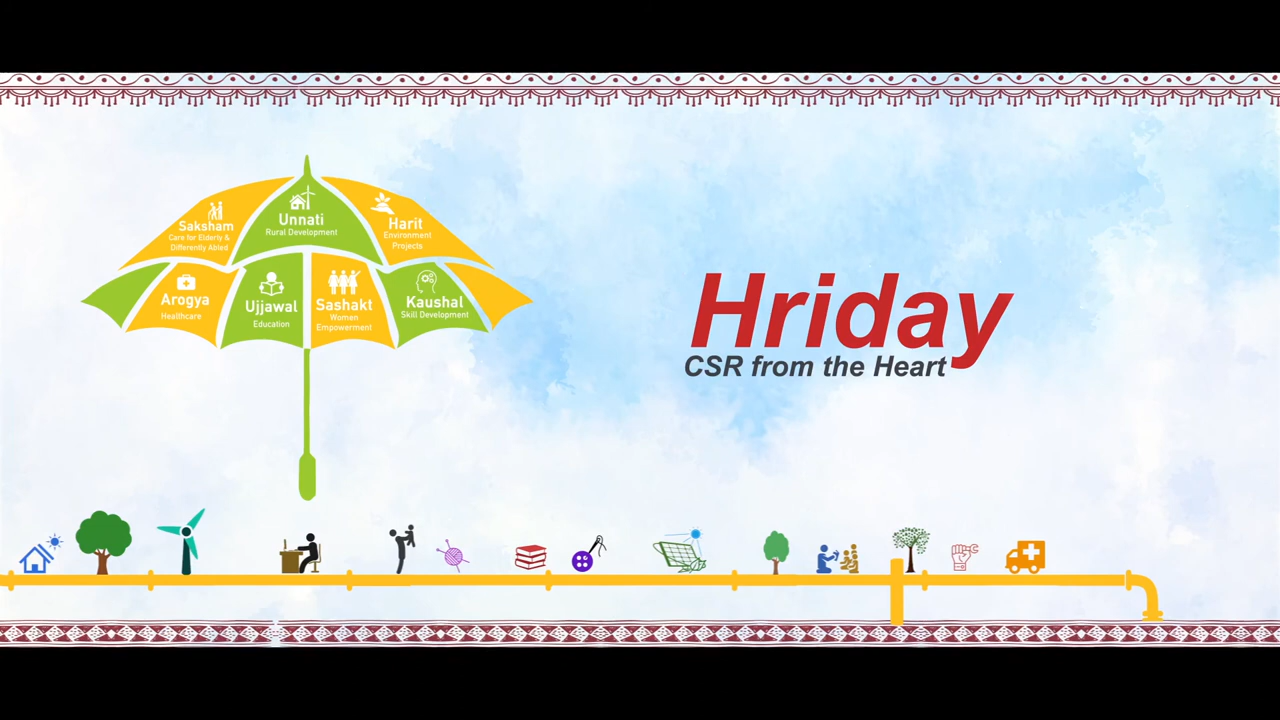 Unnati
Rural Development
Saksham
Care for Elderly &
Differently Abled
Harit
Environment
Projects
Arogya
Healthcare
Ujjawal
Education
Sashakt
Women
Empowerment
Kaushal
Skill Development
Hriday
CSR from the Heart